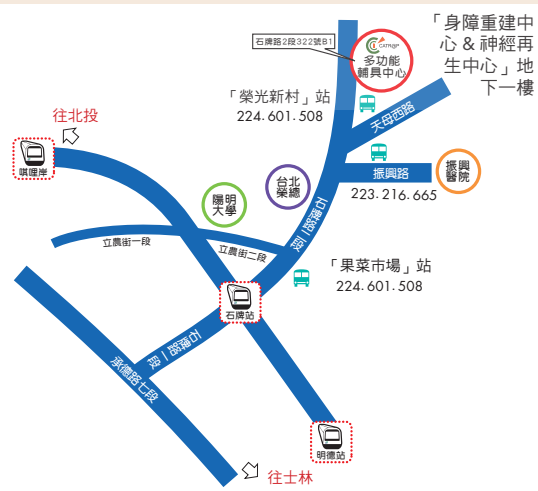 「身障重建中
心 & 神經再
生中心」地
下一樓
石牌路2段322號B1
CATR@P
多功能
輔具中心
「榮光新村」站
224.601.508
天母西路
往北投
唭哩岸
振興路
振興
醫院
223.216.665
台北
榮總
陽明
大學
石牌路二段
立農街一段
立農街二段
「果菜市場」站
224.601.508
石牌站
石牌路一段
承德路七段
明德站
往士林